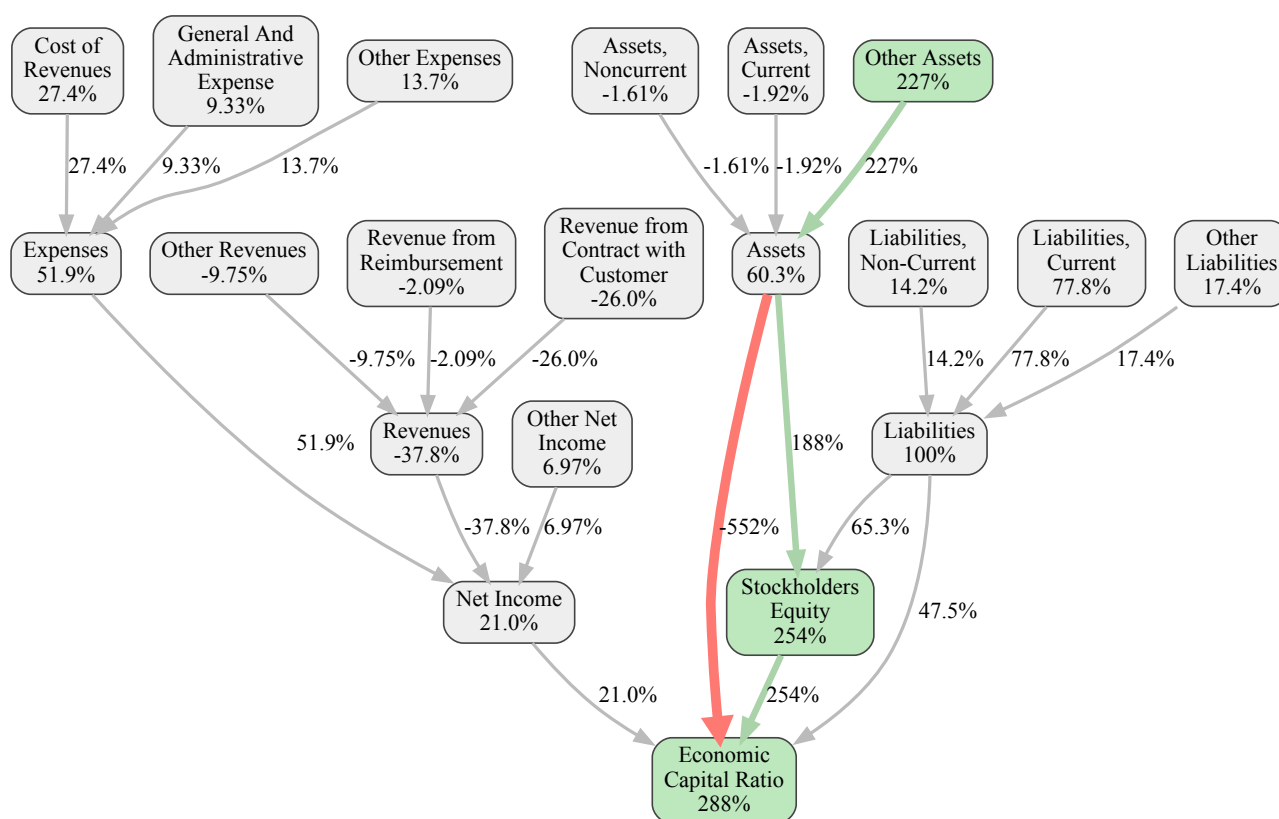 Cost of
Revenues
27.4%
General And
Administrative
Expense
9.33%
Other Expenses
13.7%
Assets,
Noncurrent
-1.61%
Assets,
Current
-1.92%
Other Assets
227%
27.4%
9.33%
13.7%
-1.61%
-1.92%
227%
Expenses
51.9%
Other Revenues
-9.75%
Revenue from
Reimbursement
-2.09%
Revenue from
Contract with
Customer
-26.0%
Assets
60.3%
Liabilities,
Non-Current
14.2%
Liabilities,
Current
77.8%
Other
Liabilities
17.4%
-9.75%
-2.09%
-26.0%
14.2%
77.8%
17.4%
51.9%
Revenues
-37.8%
Other Net
Income
6.97%
188%
Liabilities
100%
-37.8%
6.97%
-552%
65.3%
Net Income
21.0%
Stockholders
Equity
254%
47.5%
21.0%
254%
Economic
Capital Ratio
288%